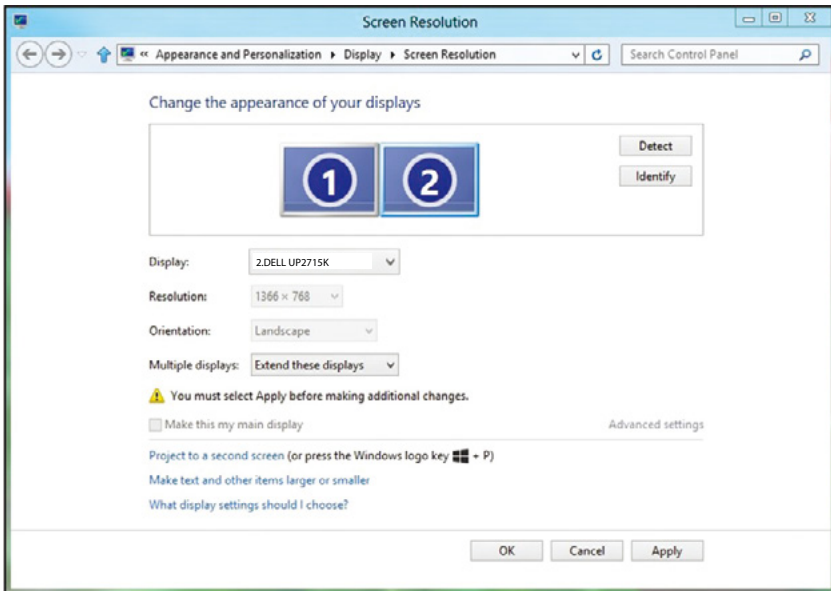 Screen Resolution
« Appearance and Personalization ▸ Display ▸ Screen Resolution Search Control Panel
Change the appearance of your displays
1 2
Detect
Identify
Display: 2.DELL UP2715K
Resolution: 1366 × 768
Orientation: Landscape
Multiple displays: Extend these displays
You must select Apply before making additional changes.
Make this my main display Advanced settings
Project to a second screen (or press the Windows logo key + P)
Make text and other items larger or smaller
What display settings should I choose?
OK Cancel Apply